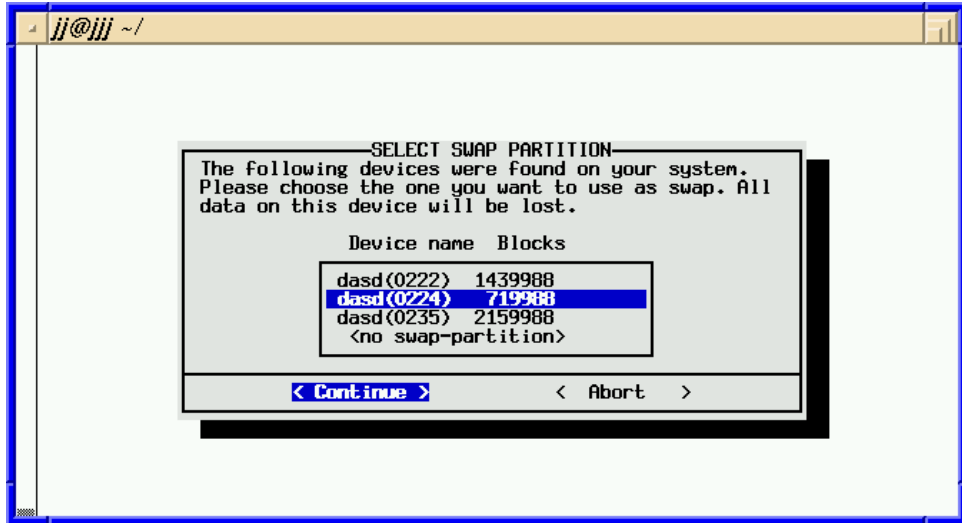 jj@jjj ~/
SELECT SWAP PARTITION
The following devices were found on your system.
Please choose the one you want to use as swap. All
data on this device will be lost.
Device name  Blocks
dasd(0222)  1439988
dasd(0224)   719988
dasd(0235)  2159988
<no swap-partition>
< Continue >  <  Abort   >